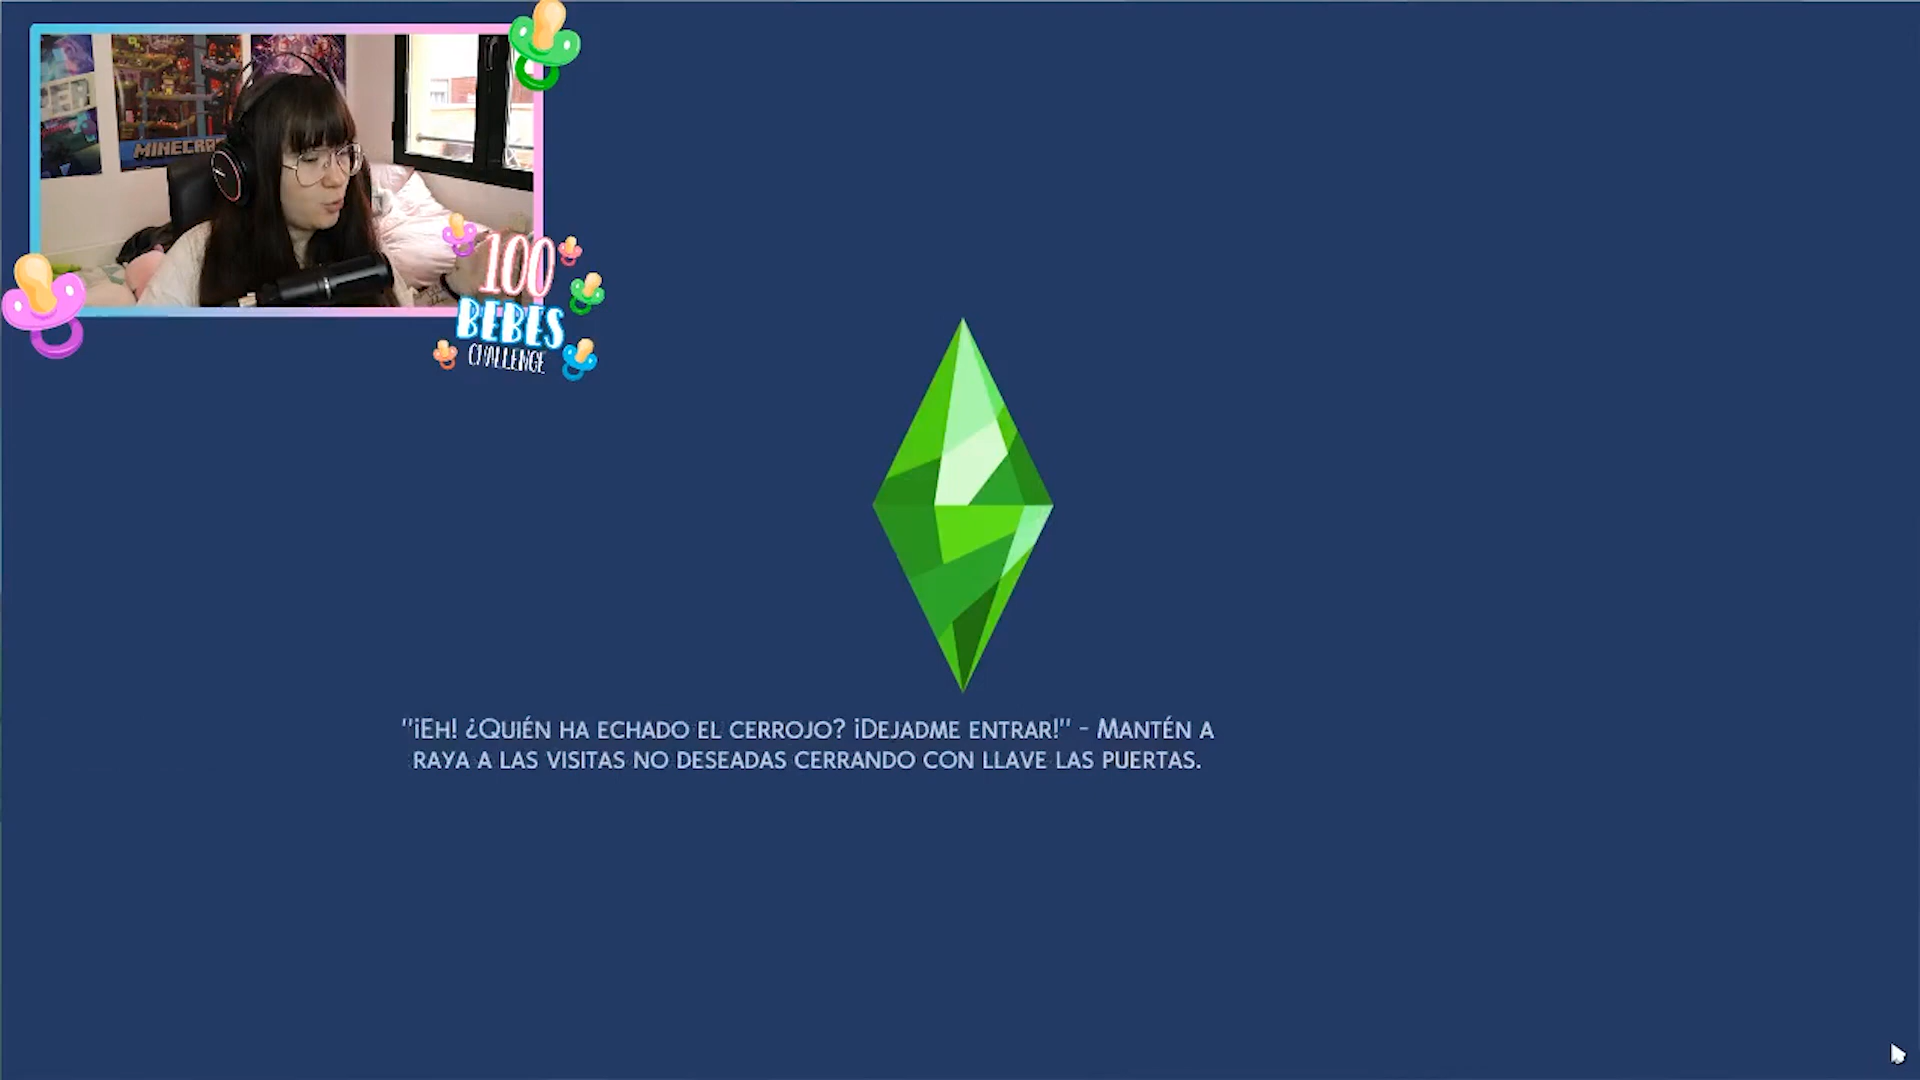 MINECRA
100
BEBES
CHALLENGE
"¡Eh! ¿Quién ha echado el cerrojo? ¡Dejadme entrar!" - Mantén a
raya a las visitas no deseadas cerrando con llave las puertas.